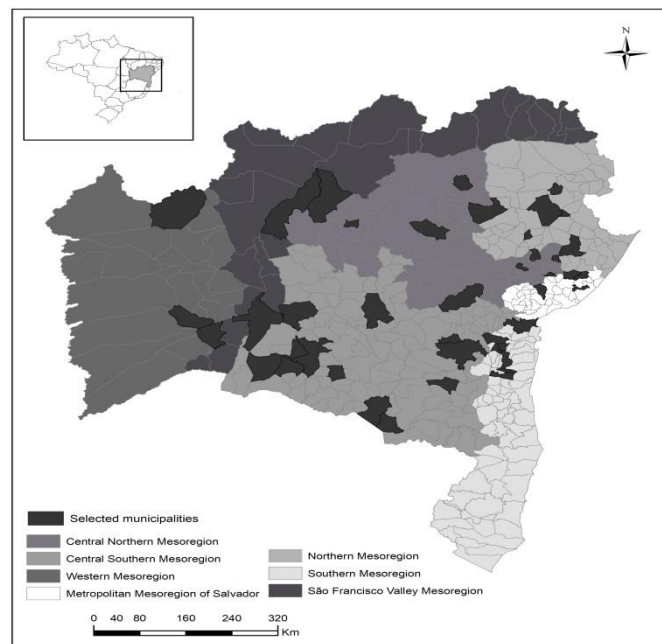 N
Selected municipalities
Central Northern Mesoregion
Central Southern Mesoregion
Western Mesoregion
Metropolitan Mesoregion of Salvador
Northern Mesoregion
Southern Mesoregion
São Francisco Valley Mesoregion
0 40 80 160 240 320
Km